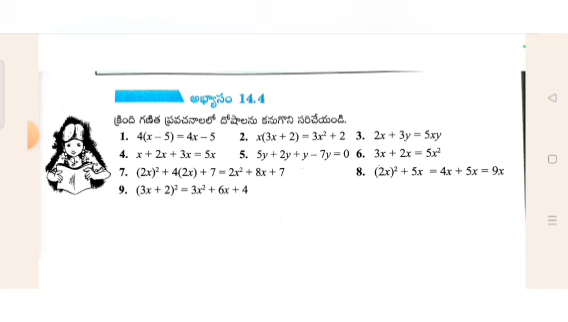 అభ్యాసం 14.4
క్రింది గణిత ప్రవచనాలలో దోషాలను కనుగొని సరిచేయండి.
1. 4(x – 5) = 4x – 5 2. x(3x + 2) = 3x² + 2 3. 2x + 3y = 5xy
4. x + 2x + 3x = 5x 5. 5y + 2y + y – 7y = 0 6. 3x + 2x = 5x²
7. (2x)² + 4(2x) + 7 = 2x² + 8x + 7 8. (2x)² + 5x = 4x + 5x = 9x
9. (3x + 2)² = 3x² + 6x + 4